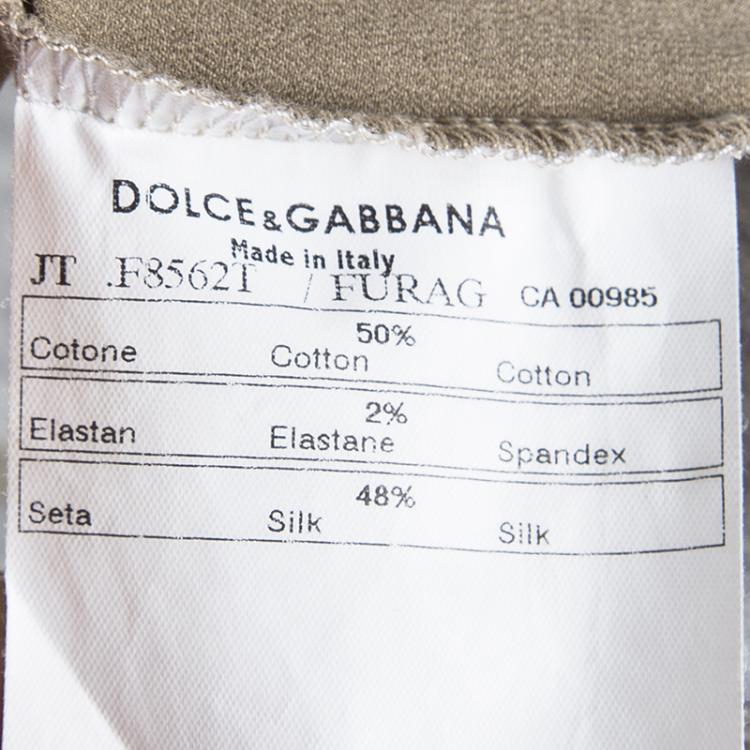 DOLCE&GABBANA
Made in Italy
JT .F8562T / FURAG CA 00985
50%
Cotone Cotton Cotton
2%
Elastan Elastane Spandex
48%
Seta Silk Silk